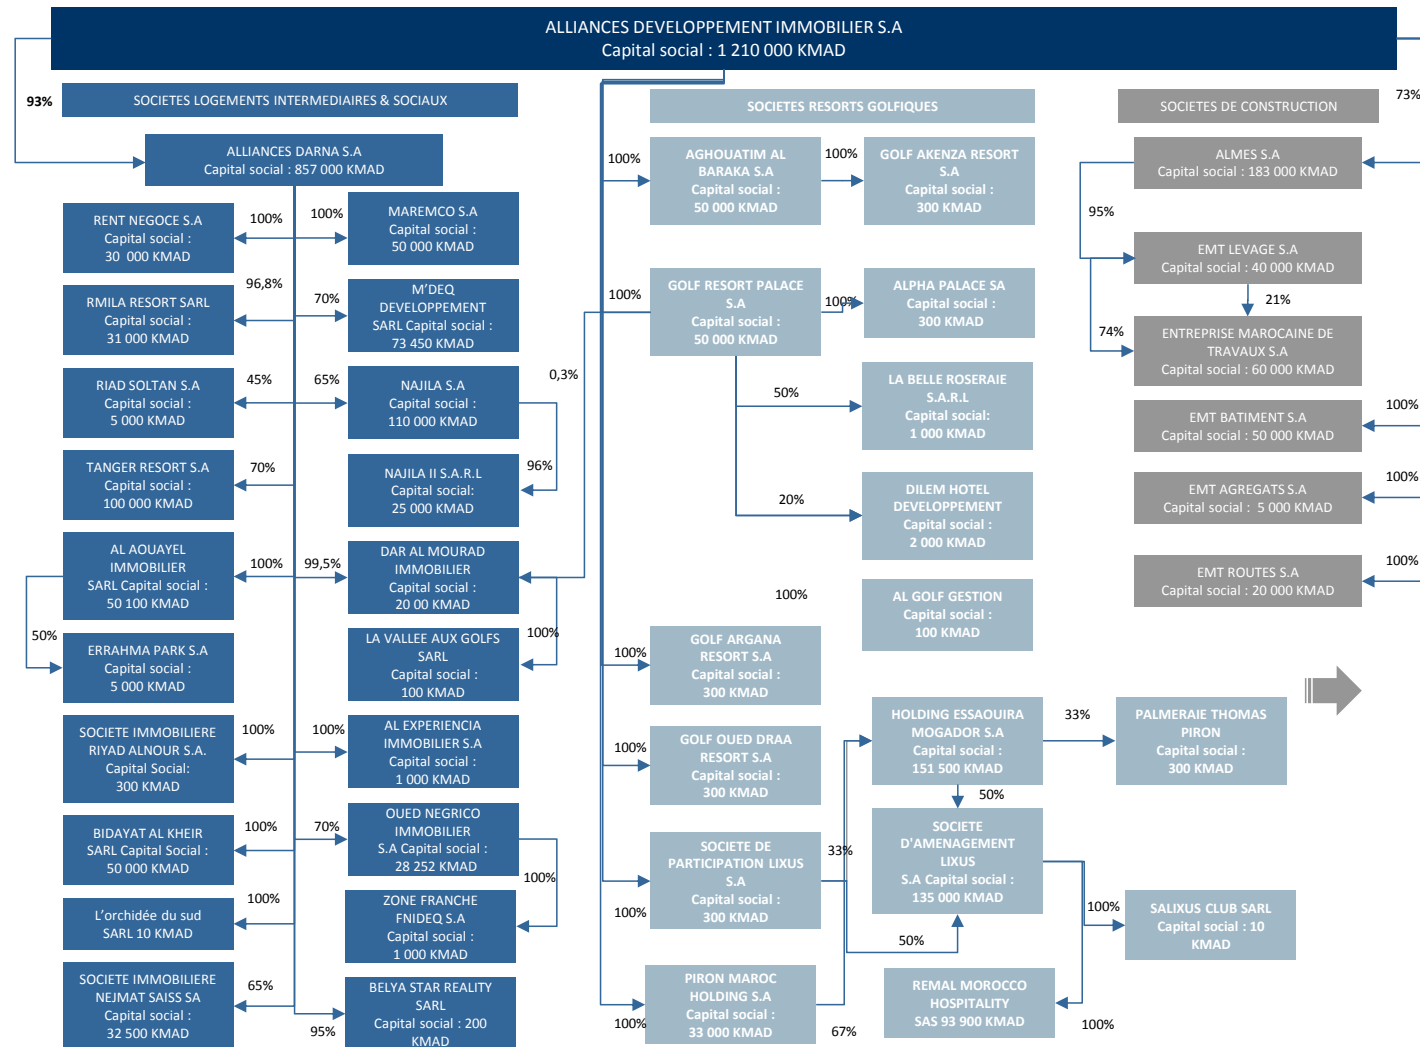 ALLIANCES DEVELOPPEMENT IMMOBILIER S.A
Capital social : 1 210 000 KMAD
93%
SOCIETES LOGEMENTS INTERMEDIAIRES & SOCIAUX
ALLIANCES DARNA S.A
Capital social : 857 000 KMAD
RENT NEGOCE S.A
Capital social :
30 000 KMAD
100%
100%
MAREMCO S.A
Capital social :
50 000 KMAD
RMILA RESORT SARL
Capital social :
31 000 KMAD
96,8%
70%
M'DEQ
DEVELOPPEMENT
SARL Capital social :
73 450 KMAD
RIAD SOLTAN S.A
Capital social :
5 000 KMAD
45%
65%
NAJILA S.A
Capital social :
110 000 KMAD
TANGER RESORT S.A
Capital social :
100 000 KMAD
70%
96%
NAJILA II S.A.R.L
Capital social:
25 000 KMAD
AL AOUAYEL
IMMOBILIER
SARL Capital social :
50 100 KMAD
100%
99,5%
DAR AL MOURAD
IMMOBILIER
Capital social :
20 00 KMAD
50%
ERRAHMA PARK S.A
Capital social :
5 000 KMAD
LA VALLEE AUX GOLFS
SARL
Capital social :
100 KMAD
100%
SOCIETE IMMOBILIERE
RIYAD ALNOUR S.A.
Capital Social:
300 KMAD
100%
100%
AL EXPERIENCIA
IMMOBILIER S.A
Capital social :
1 000 KMAD
BIDAYAT AL KHEIR
SARL Capital Social :
50 000 KMAD
100%
70%
OUED NEGRICO
IMMOBILIER
S.A Capital social :
28 252 KMAD
100%
L'orchidée du sud
SARL 10 KMAD
100%
ZONE FRANCHE
FNIDEQ S.A
Capital social :
1 000 KMAD
SOCIETE IMMOBILIERE
NEJMAT SAISS SA
Capital social :
32 500 KMAD
65%
95%
BELYA STAR REALITY
SARL
Capital social : 200
KMAD
SOCIETES RESORTS GOLFIQUES
100%
AGHOUATIM AL
BARAKA S.A
Capital social :
50 000 KMAD
100%
GOLF AKENZA RESORT
S.A
Capital social :
300 KMAD
100%
0,3%
GOLF RESORT PALACE
S.A
Capital social :
50 000 KMAD
100%
ALPHA PALACE SA
Capital social :
300 KMAD
50%
LA BELLE ROSERAIE
S.A.R.L
Capital social:
1 000 KMAD
20%
DILEM HOTEL
DEVELOPPEMENT
Capital social :
2 000 KMAD
100%
AL GOLF GESTION
Capital social :
100 KMAD
100%
GOLF ARGANA
RESORT S.A
Capital social :
300 KMAD
100%
GOLF OUED DRAA
RESORT S.A
Capital social :
300 KMAD
HOLDING ESSAOUIRA
MOGADOR S.A
Capital social :
151 500 KMAD
33%
PALMERAIE THOMAS
PIRON
Capital social :
300 KMAD
50%
100%
SOCIETE DE
PARTICIPATION LIXUS
S.A
Capital social :
300 KMAD
33%
50%
SOCIETE
D'AMENAGEMENT
LIXUS
S.A Capital social :
135 000 KMAD
100%
SALIXUS CLUB SARL
Capital social : 10
KMAD
100%
PIRON MAROC
HOLDING S.A
Capital social :
33 000 KMAD
67%
REMAL MOROCCO
HOSPITALITY
SAS 93 900 KMAD
100%
SOCIETES DE CONSTRUCTION
73%
ALMES S.A
Capital social : 183 000 KMAD
95%
EMT LEVAGE S.A
Capital social : 40 000 KMAD
21%
74%
ENTREPRISE MAROCAINE DE
TRAVAUX S.A
Capital social : 60 000 KMAD
EMT BATIMENT S.A
Capital social : 50 000 KMAD
100%
EMT AGREGATS S.A
Capital social : 5 000 KMAD
100%
EMT ROUTES S.A
Capital social : 20 000 KMAD
100%